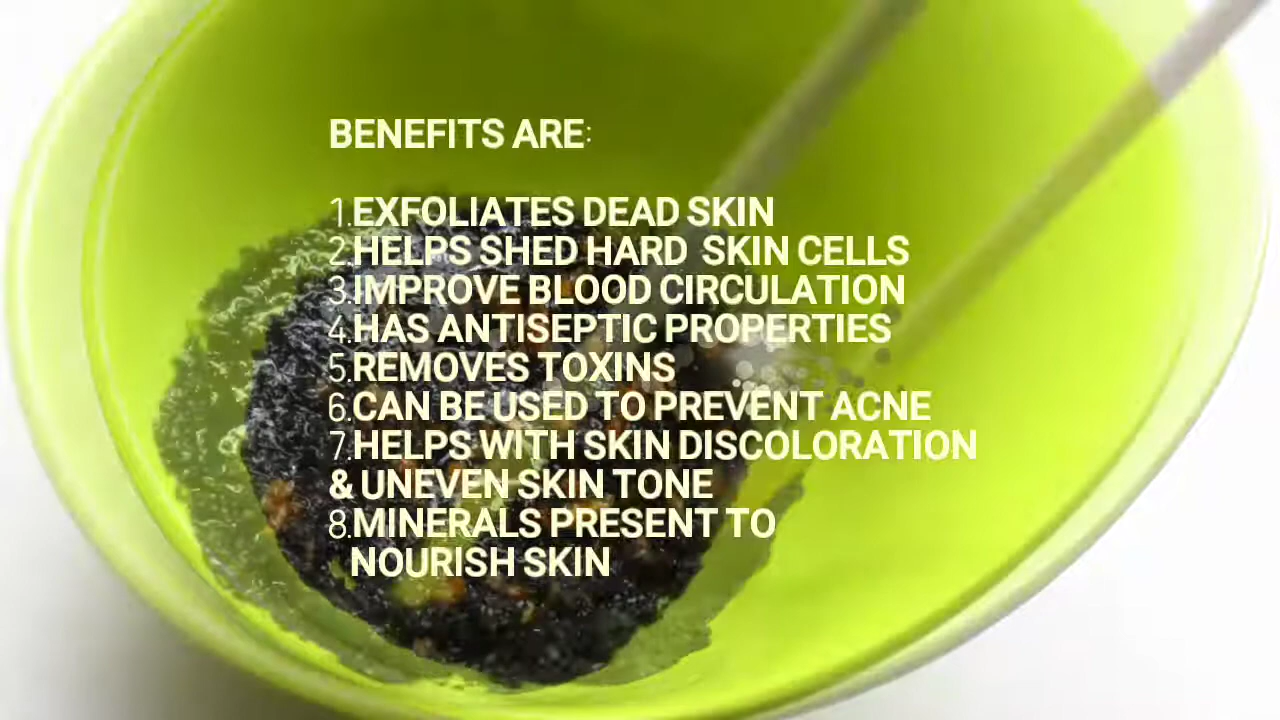 BENEFITS ARE:
1.EXFOLIATES DEAD SKIN
2.HELPS SHED HARD SKIN CELLS
3.IMPROVE BLOOD CIRCULATION
4.HAS ANTISEPTIC PROPERTIES
5.REMOVES TOXINS
6.CAN BE USED TO PREVENT ACNE
7.HELPS WITH SKIN DISCOLORATION
& UNEVEN SKIN TONE
8.MINERALS PRESENT TO
NOURISH SKIN